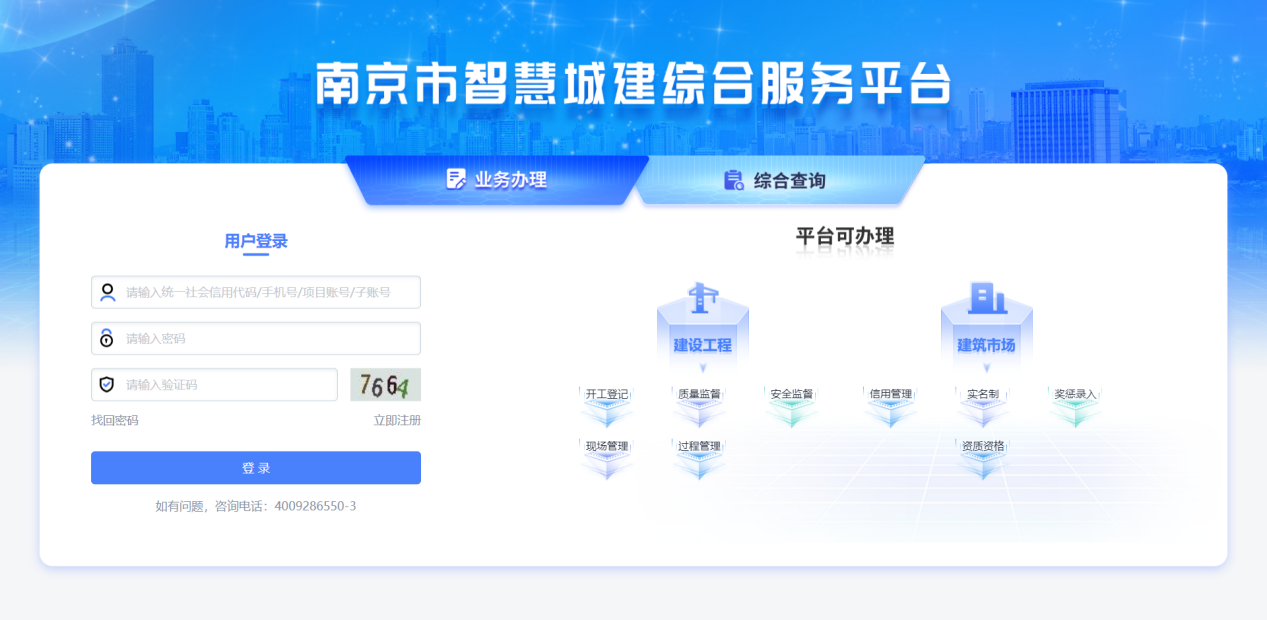 南京市智慧城建综合服务平台
业务办理
综合查询
用户登录
请输入统一社会信用代码/手机号/项目账号/子账号
请输入密码
请输入验证码
7664
找回密码
立即注册
登 录
如有问题，咨询电话：4009286550-3
平台可办理
建设工程
建筑市场
开工登记
质量监督
安全监督
信用管理
实名制
奖惩录入
现场管理
过程管理
资质资格